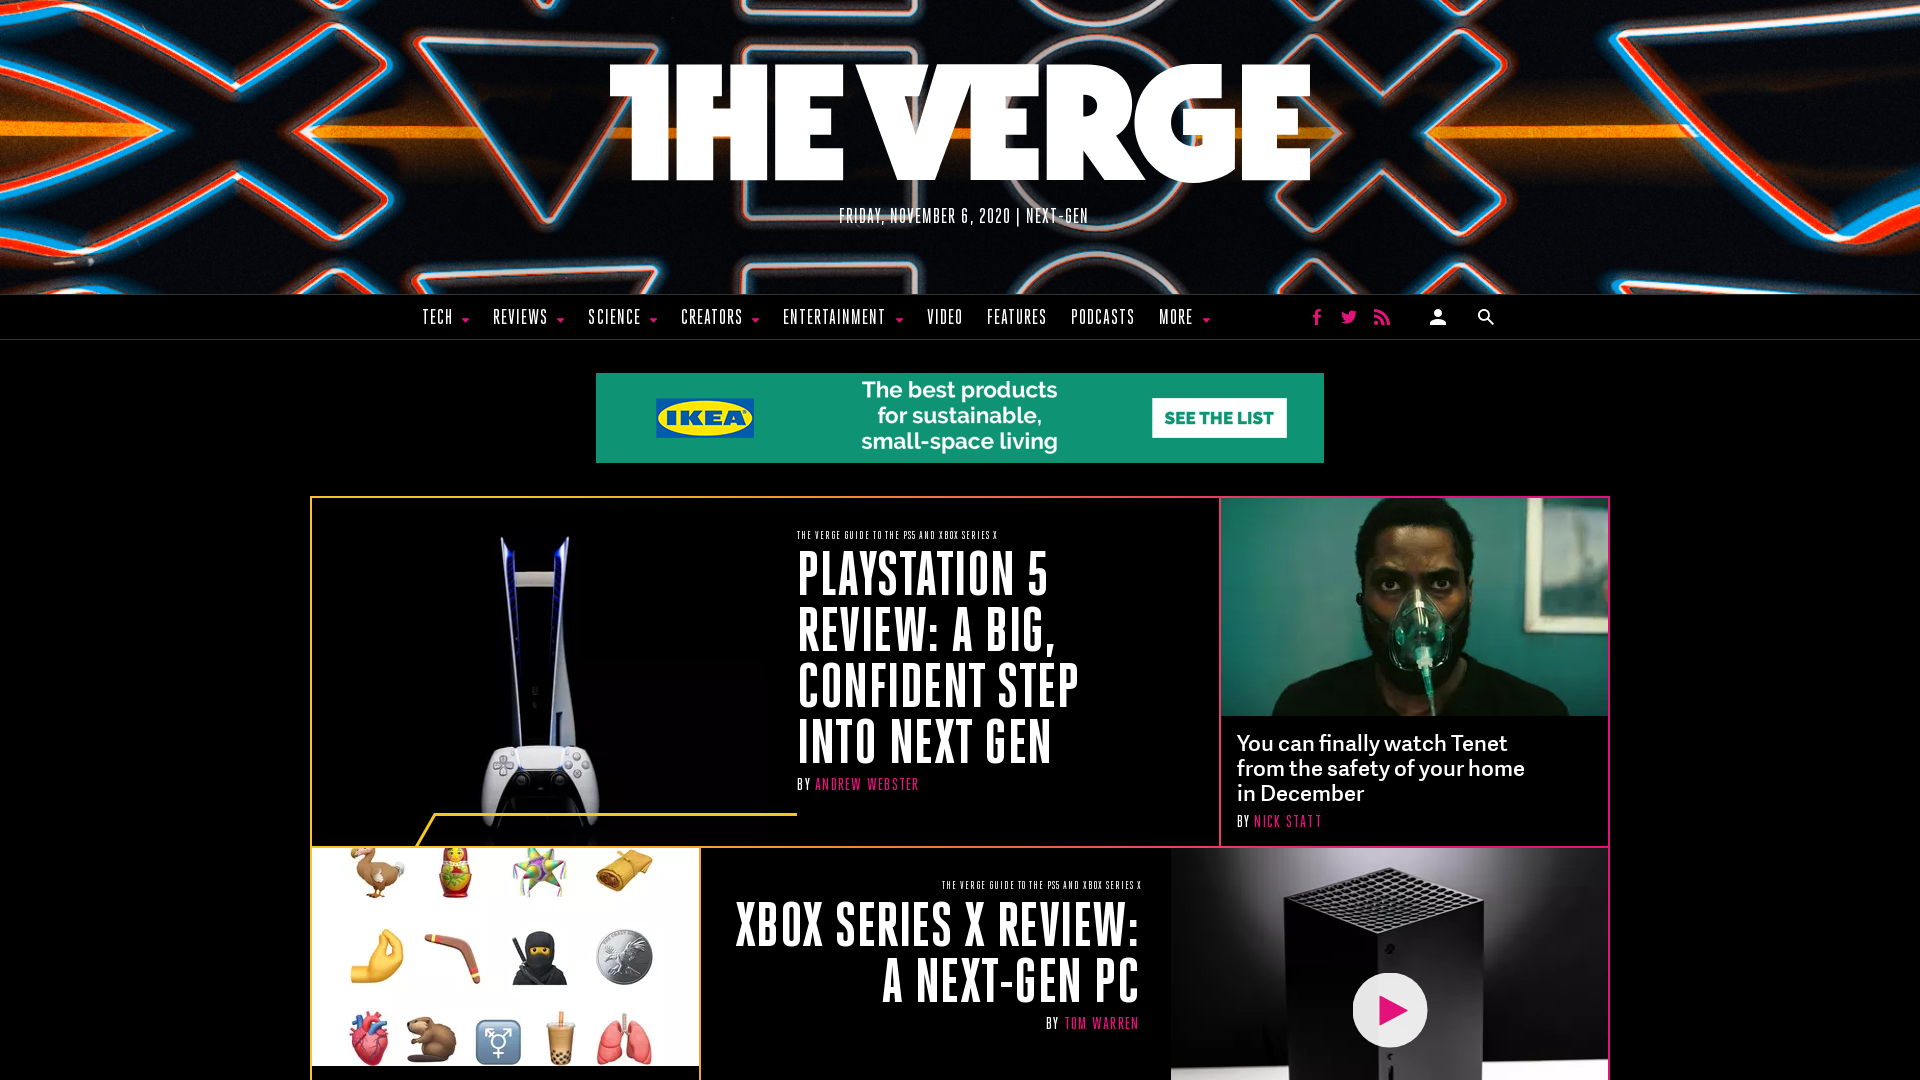 THE VERGE
FRIDAY, NOVEMBER 6, 2020 | NEXT-GEN
TECH REVIEWS SCIENCE CREATORS ENTERTAINMENT VIDEO FEATURES PODCASTS MORE
IKEA
The best products
for sustainable,
small-space living
SEE THE LIST
THE VERGE GUIDE TO THE PS5 AND XBOX SERIES X
PLAYSTATION 5
REVIEW: A BIG,
CONFIDENT STEP
INTO NEXT GEN
BY ANDREW WEBSTER
You can finally watch Tenet
from the safety of your home
in December
BY NICK STATT
THE VERGE GUIDE TO THE PS5 AND XBOX SERIES X
XBOX SERIES X REVIEW:
A NEXT-GEN PC
BY TOM WARREN